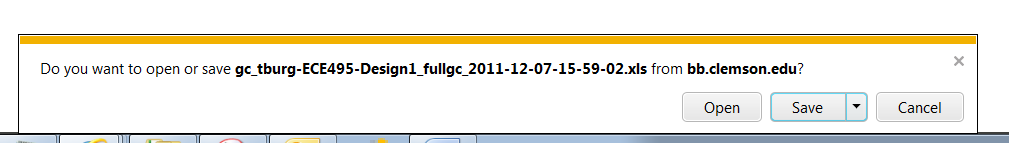 Do you want to open or save gc_tburg-ECE495-Design1_fullgc_2011-12-07-15-59-02.xls from bb.clemson.edu?
Open Save Cancel